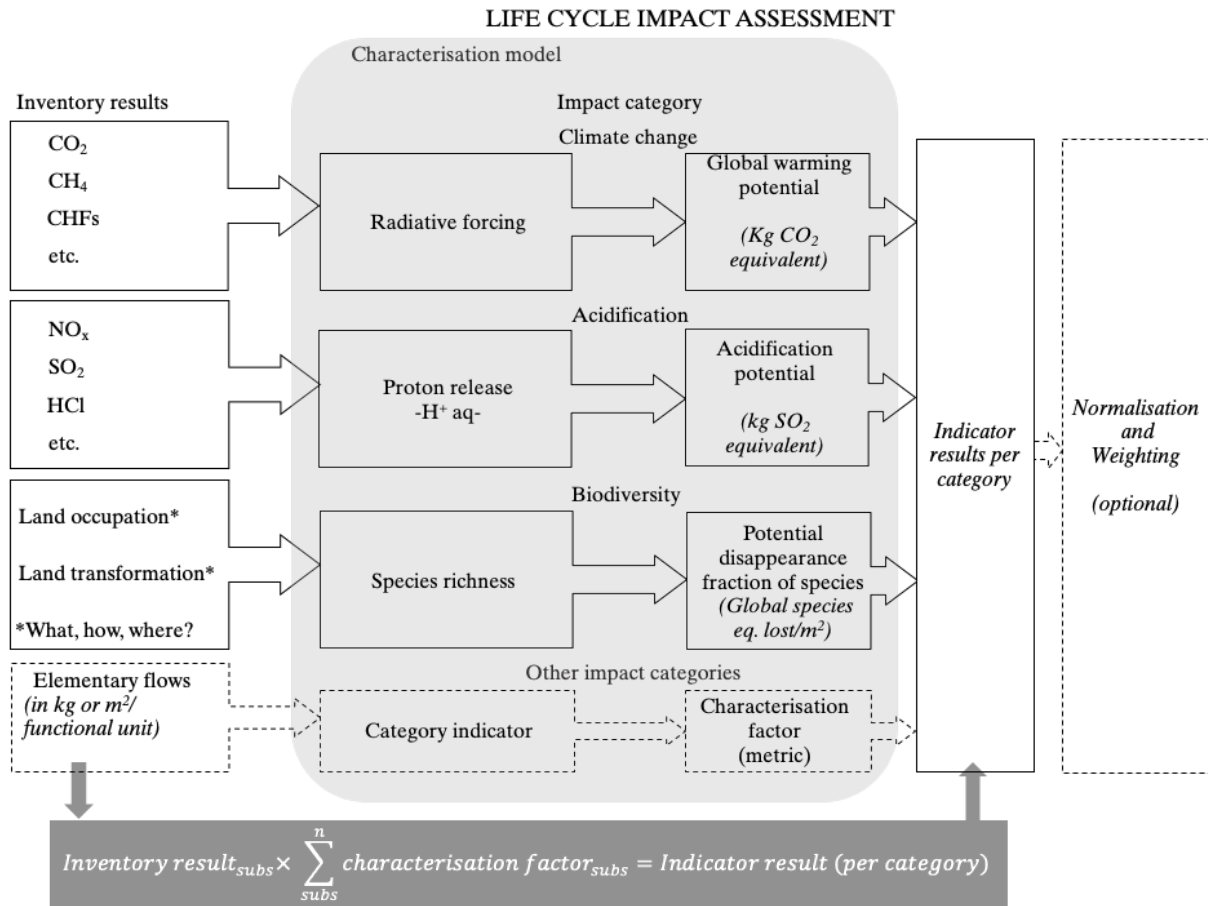 LIFE CYCLE IMPACT ASSESSMENT
Characterisation model
Inventory results
Impact category
CO₂
CH₄
CHFs
etc.
Climate change
Radiative forcing
Global warming
potential
(Kg CO₂
equivalent)
NOₓ
SO₂
HCl
etc.
Acidification
Proton release
-H⁺ aq-
Acidification
potential
(kg SO₂
equivalent)
Land occupation*
Land transformation*
*What, how, where?
Biodiversity
Species richness
Potential
disappearance
fraction of species
(Global species
eq. lost/m²)
Elementary flows
(in kg or m²/
functional unit)
Other impact categories
Category indicator
Characterisation
factor
(metric)
Indicator
results per
category
Normalisation
and
Weighting
(optional)
Inventory result_subs × ∑_subs^n characterisation factor_subs = Indicator result (per category)